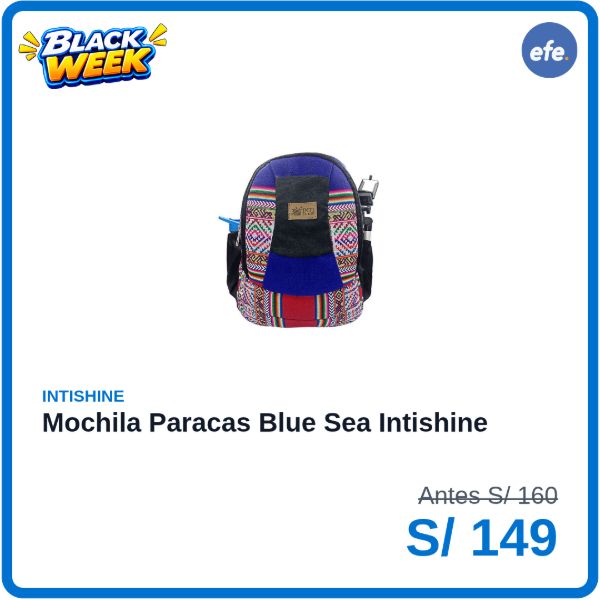 BLACK
WEEK
efe.
INTISHINE
Mochila Paracas Blue Sea Intishine
Antes S/ 160
S/ 149